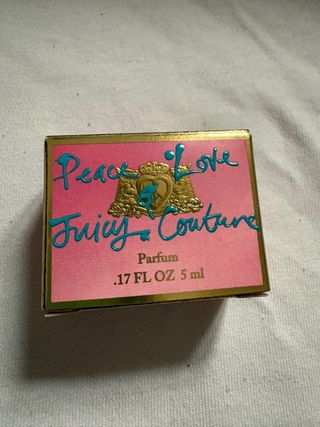 Peace Love
&
Juicy Couture
Parfum
.17 FL OZ 5 ml